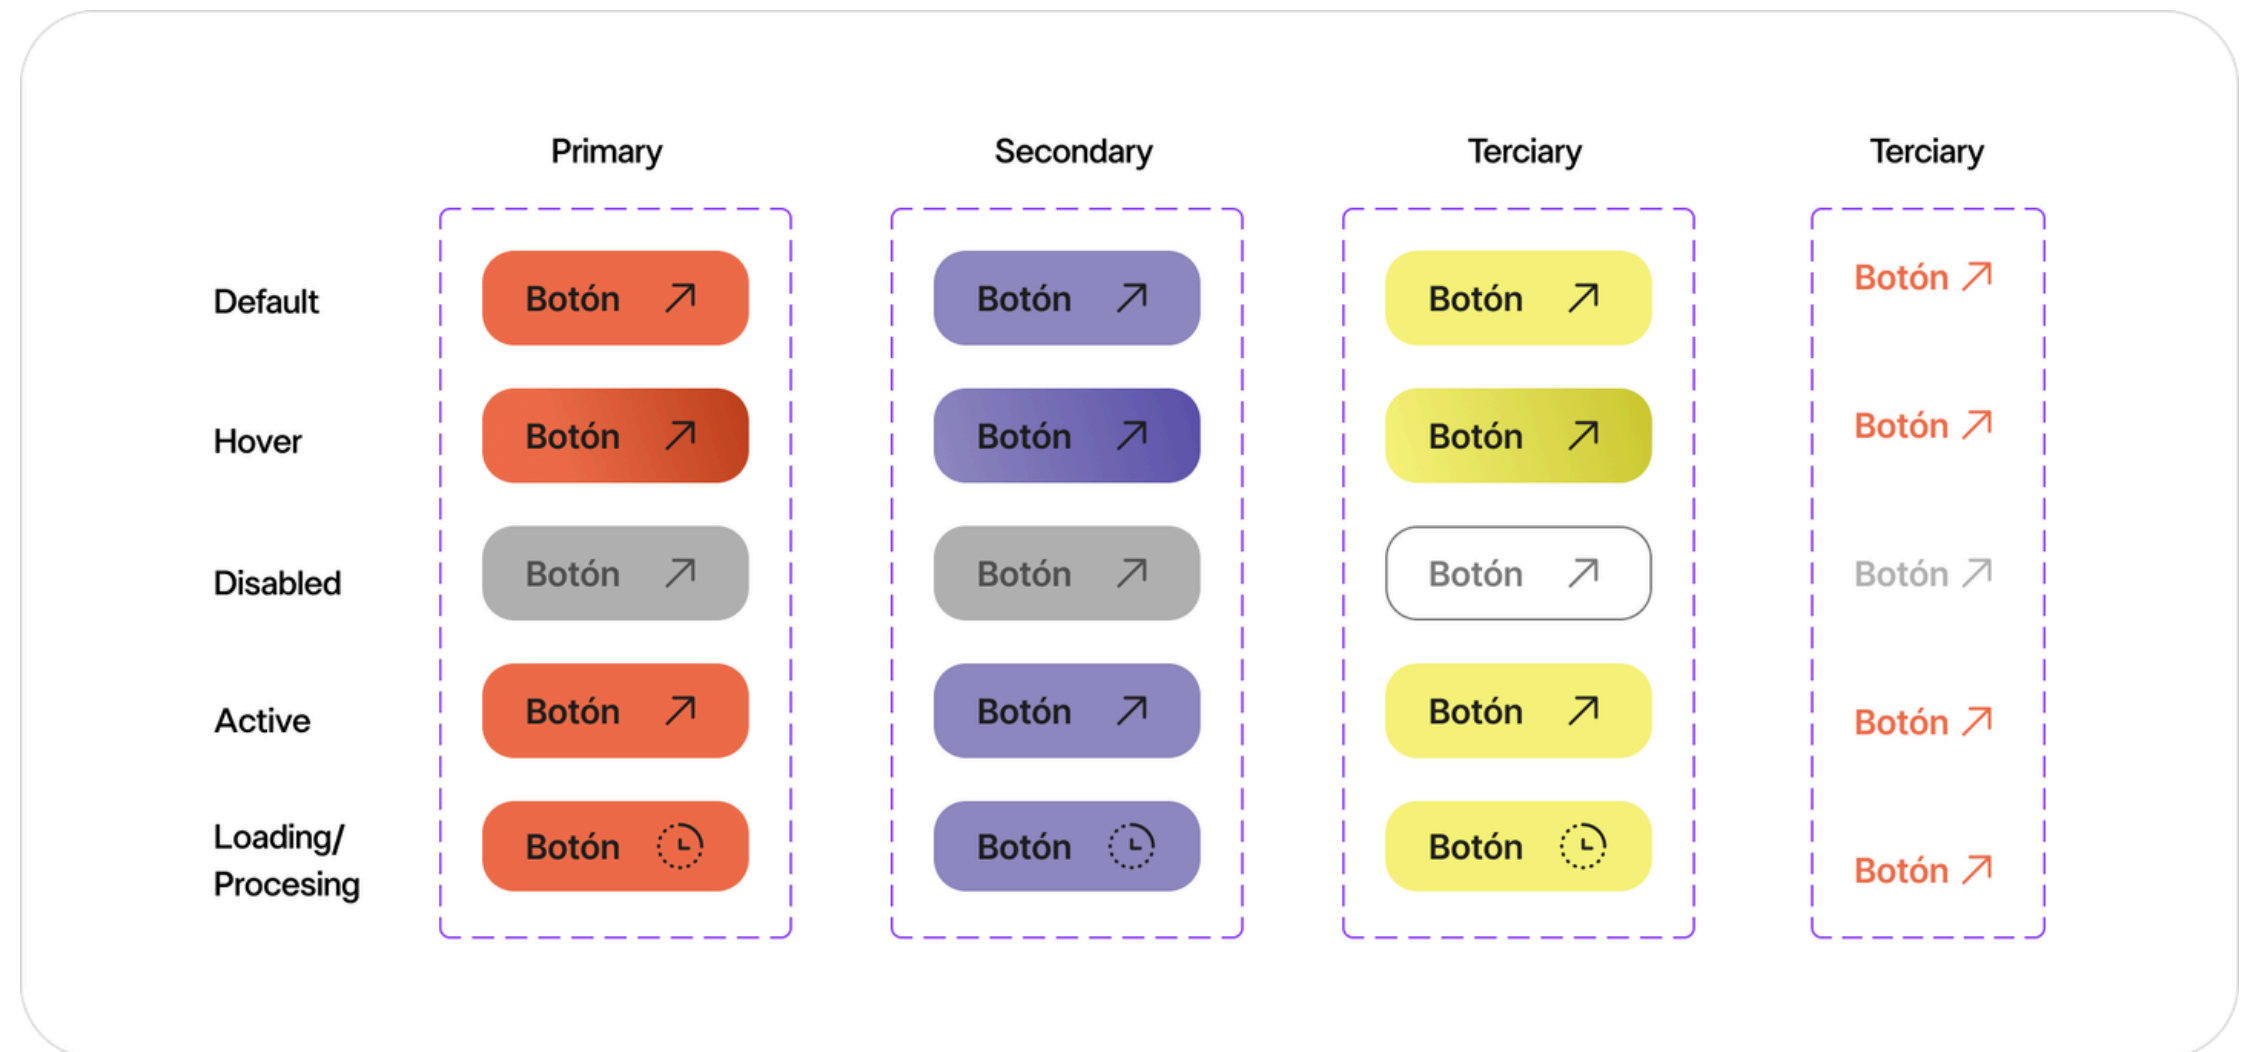 Primary
Secondary
Terciary
Terciary
Default
Botón
Botón
Botón
Botón
Hover
Botón
Botón
Botón
Botón
Disabled
Botón
Botón
Botón
Botón
Active
Botón
Botón
Botón
Botón
Loading/
Procesing
Botón
Botón
Botón
Botón